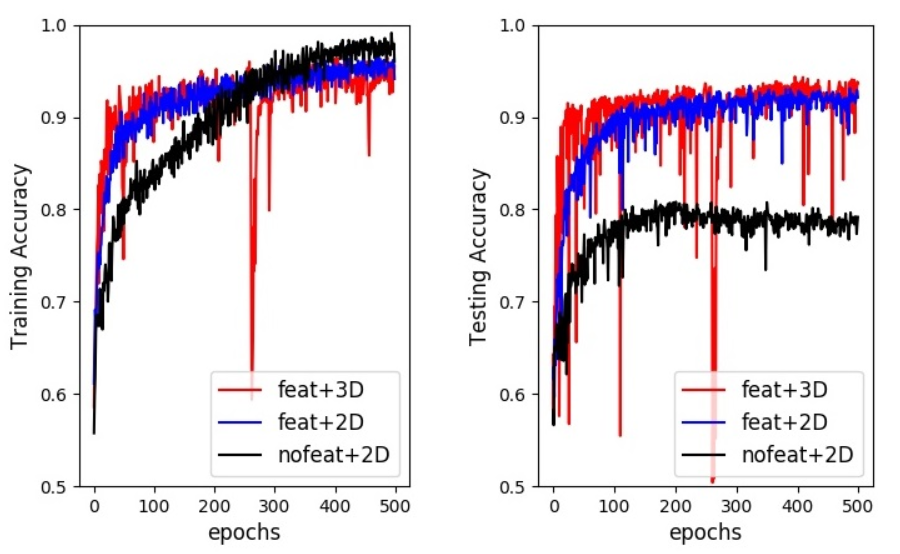 1.0
0.9
0.8
0.7
0.6
0.5
Training Accuracy
0 100 200 300 400 500
epochs
feat+3D
feat+2D
nofeat+2D
1.0
0.9
0.8
0.7
0.6
0.5
Testing Accuracy
0 100 200 300 400 500
epochs
feat+3D
feat+2D
nofeat+2D